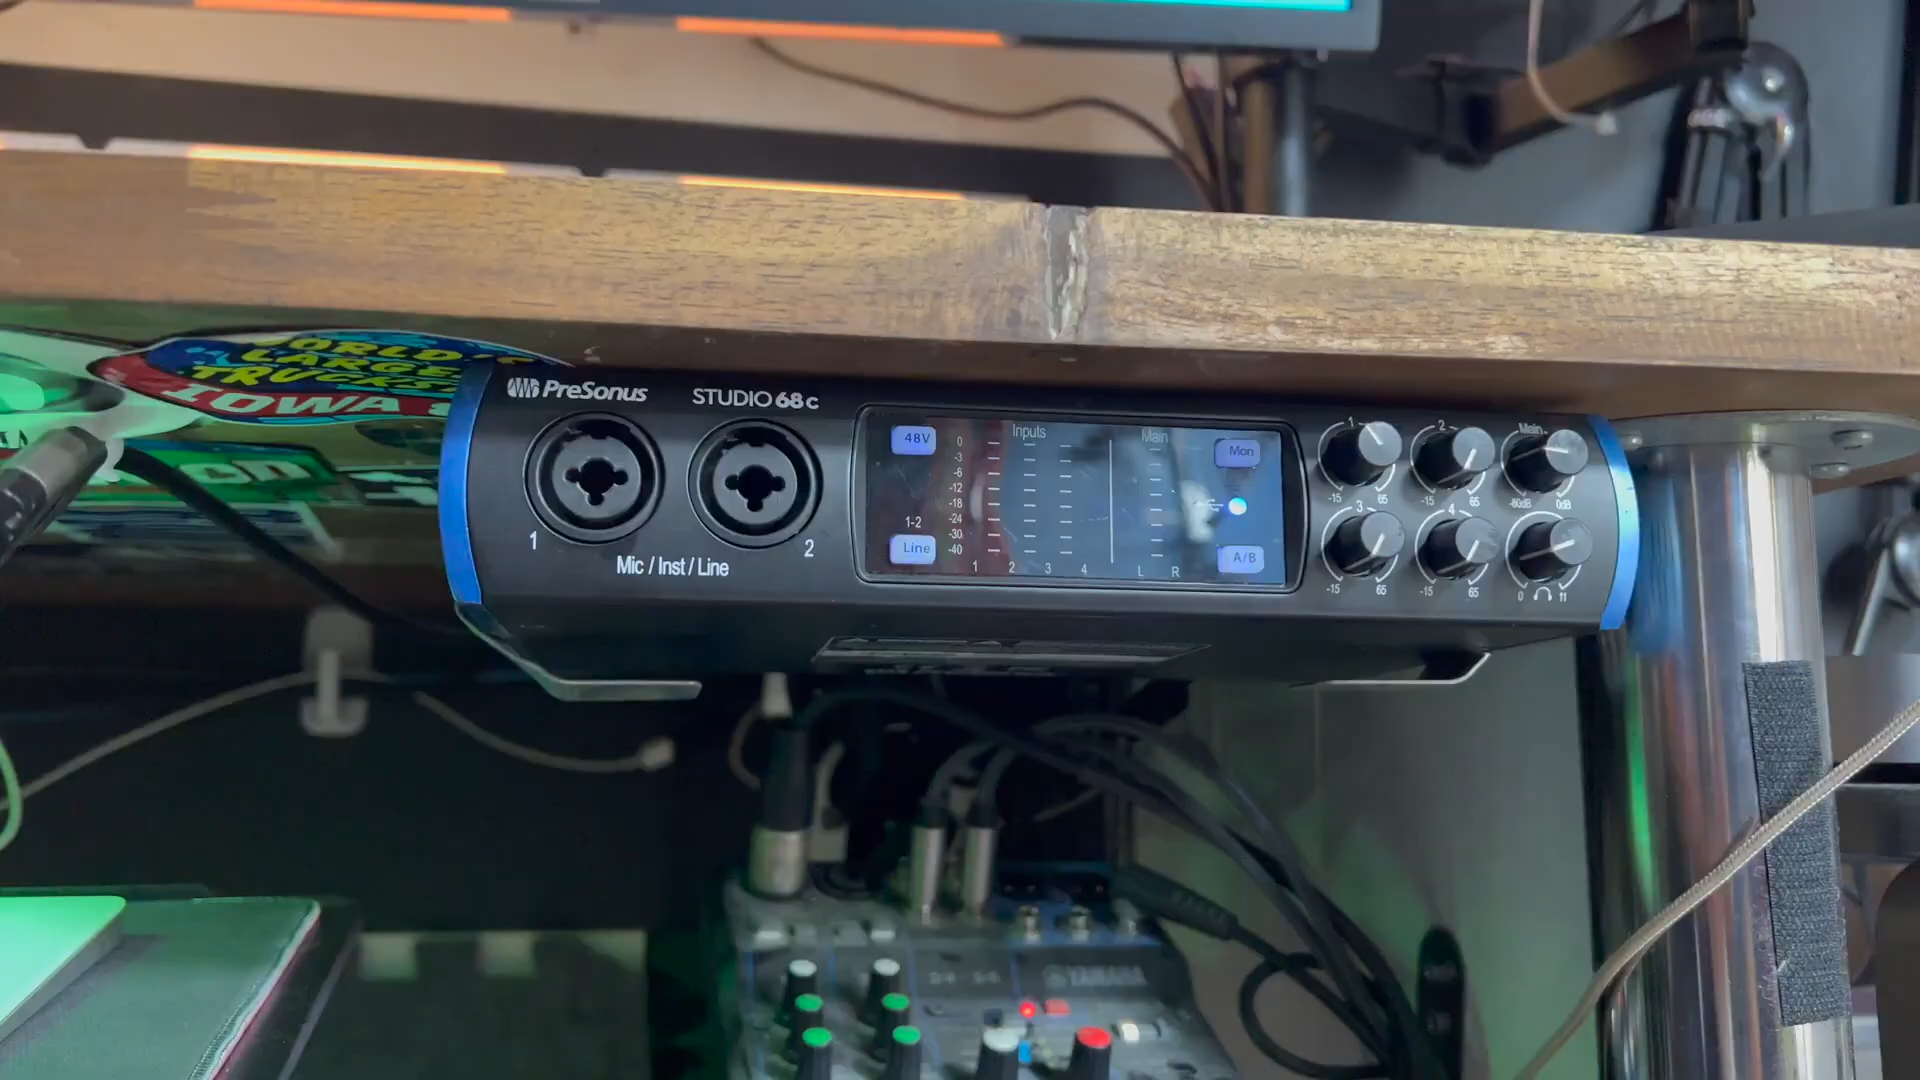 WORLD'S
LARGEST
TRUCKSTOP
IOWA 80
PreSonus
STUDIO 68c
1
2
Mic / Inst / Line
48V
1-2
Line
Inputs
Main
0
-3
-6
-12
-18
-24
-30
-40
1 2 3 4 L R
Mon
A/B
1 2 Main
-15 65 -15 65 -80dB 0dB
3 4
-15 65 -15 65 0 11
YAMAHA